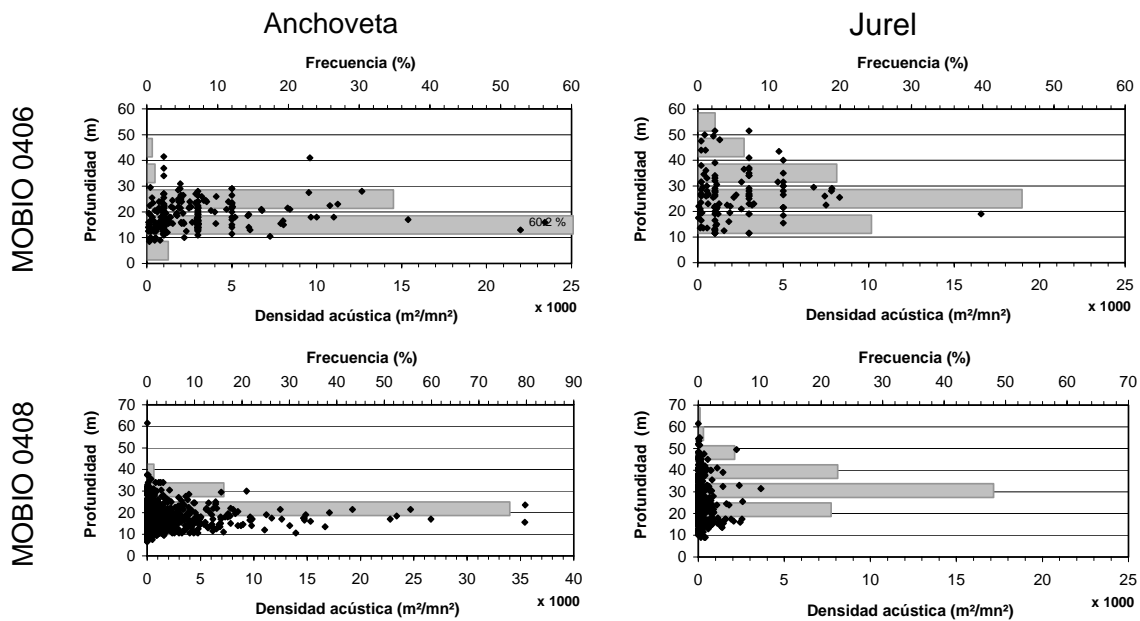 Anchoveta
Jurel
MOBIO 0406
Frecuencia (%)
0 10 20 30 40 50 60
Profundidad (m)
60
50
40
30
20
10
0
60.2 %
0 5 10 15 20 25
x 1000
Densidad acústica (m²/mn²)
Frecuencia (%)
0 10 20 30 40 50 60
Profundidad (m)
60
50
40
30
20
10
0
0 5 10 15 20 25
x 1000
Densidad acústica (m²/mn²)
MOBIO 0408
Frecuencia (%)
0 10 20 30 40 50 60 70 80 90
Profundidad (m)
70
60
50
40
30
20
10
0
0 5 10 15 20 25 30 35 40
x 1000
Densidad acústica (m²/mn²)
Frecuencia (%)
0 10 20 30 40 50 60 70
Profundidad (m)
70
60
50
40
30
20
10
0
0 5 10 15 20 25
x 1000
Densidad acústica (m²/mn²)